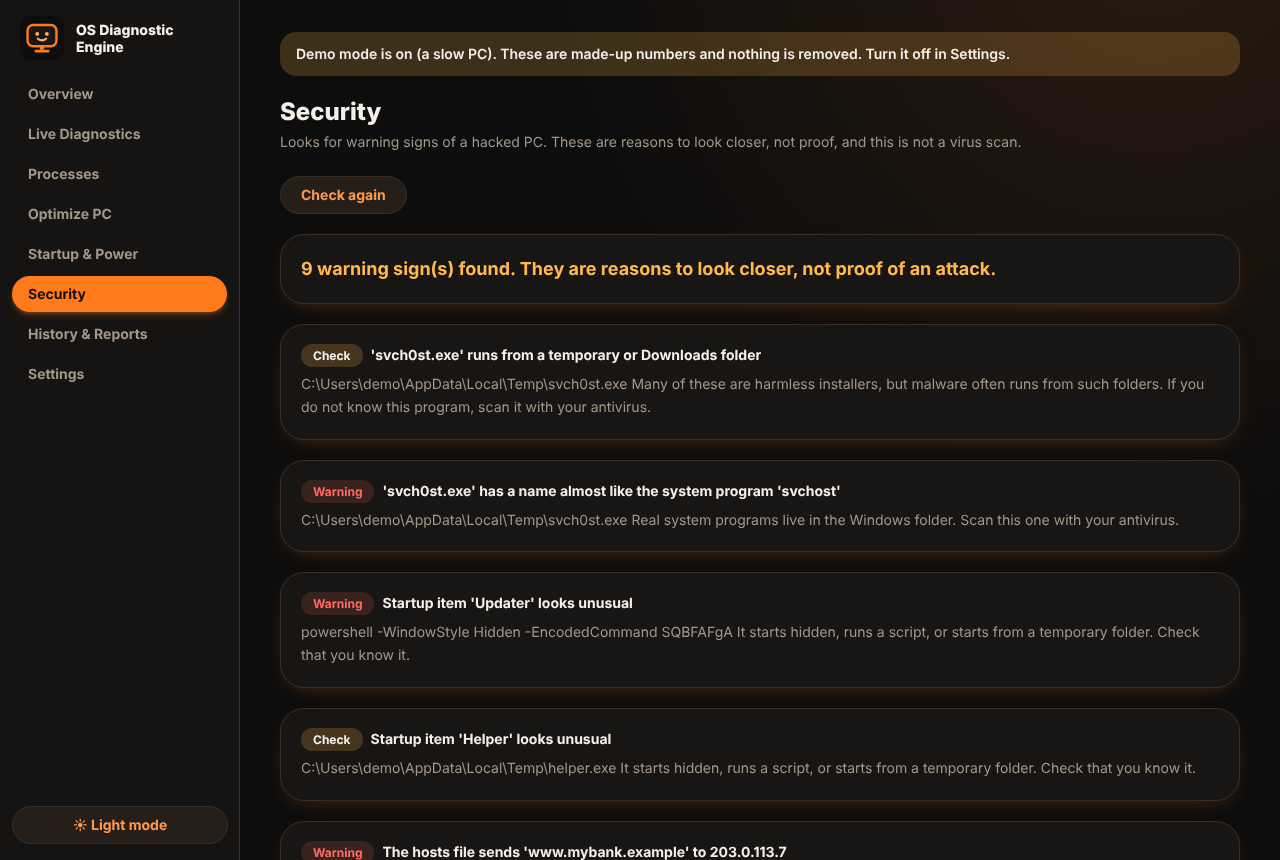 OS Diagnostic
Engine
Overview
Live Diagnostics
Processes
Optimize PC
Startup & Power
Security
History & Reports
Settings
☀ Light mode
Demo mode is on (a slow PC). These are made-up numbers and nothing is removed. Turn it off in Settings.
Security
Looks for warning signs of a hacked PC. These are reasons to look closer, not proof, and this is not a virus scan.
Check again
9 warning sign(s) found. They are reasons to look closer, not proof of an attack.
Check 'svch0st.exe' runs from a temporary or Downloads folder
C:\Users\demo\AppData\Local\Temp\svch0st.exe Many of these are harmless installers, but malware often runs from such folders. If you
do not know this program, scan it with your antivirus.
Warning 'svch0st.exe' has a name almost like the system program 'svchost'
C:\Users\demo\AppData\Local\Temp\svch0st.exe Real system programs live in the Windows folder. Scan this one with your antivirus.
Warning Startup item 'Updater' looks unusual
powershell -WindowStyle Hidden -EncodedCommand SQBFAFgA It starts hidden, runs a script, or starts from a temporary folder. Check
that you know it.
Check Startup item 'Helper' looks unusual
C:\Users\demo\AppData\Local\Temp\helper.exe It starts hidden, runs a script, or starts from a temporary folder. Check that you know it.
Warning The hosts file sends 'www.mybank.example' to 203.0.113.7